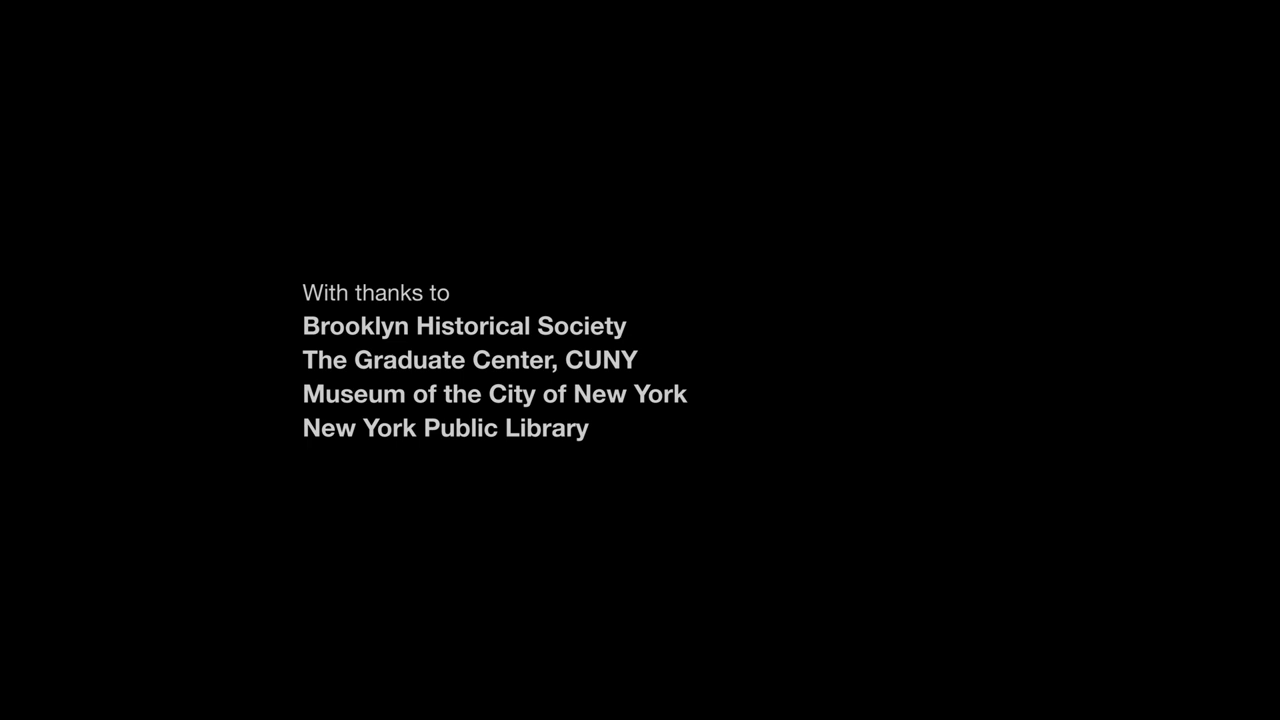 With thanks to
Brooklyn Historical Society
The Graduate Center, CUNY
Museum of the City of New York
New York Public Library